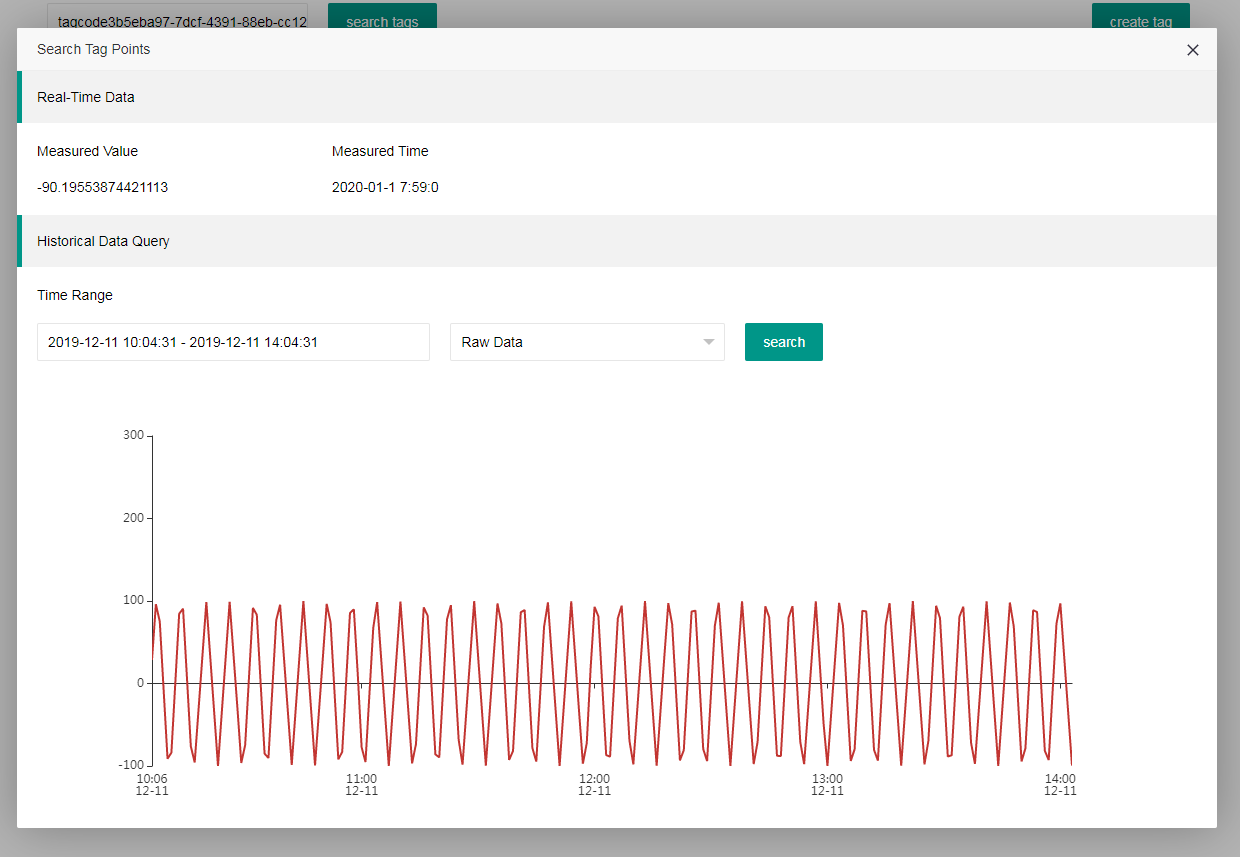 tagcode3b5eba97-7dcf-4391-88eb-cc12 search tags create tag
Search Tag Points
Real-Time Data
Measured Value Measured Time
-90.19553874421113 2020-01-1 7:59:0
Historical Data Query
Time Range
2019-12-11 10:04:31 - 2019-12-11 14:04:31 Raw Data search
300
200
100
0
-100
10:06 11:00 12:00 13:00 14:00
12-11 12-11 12-11 12-11 12-11